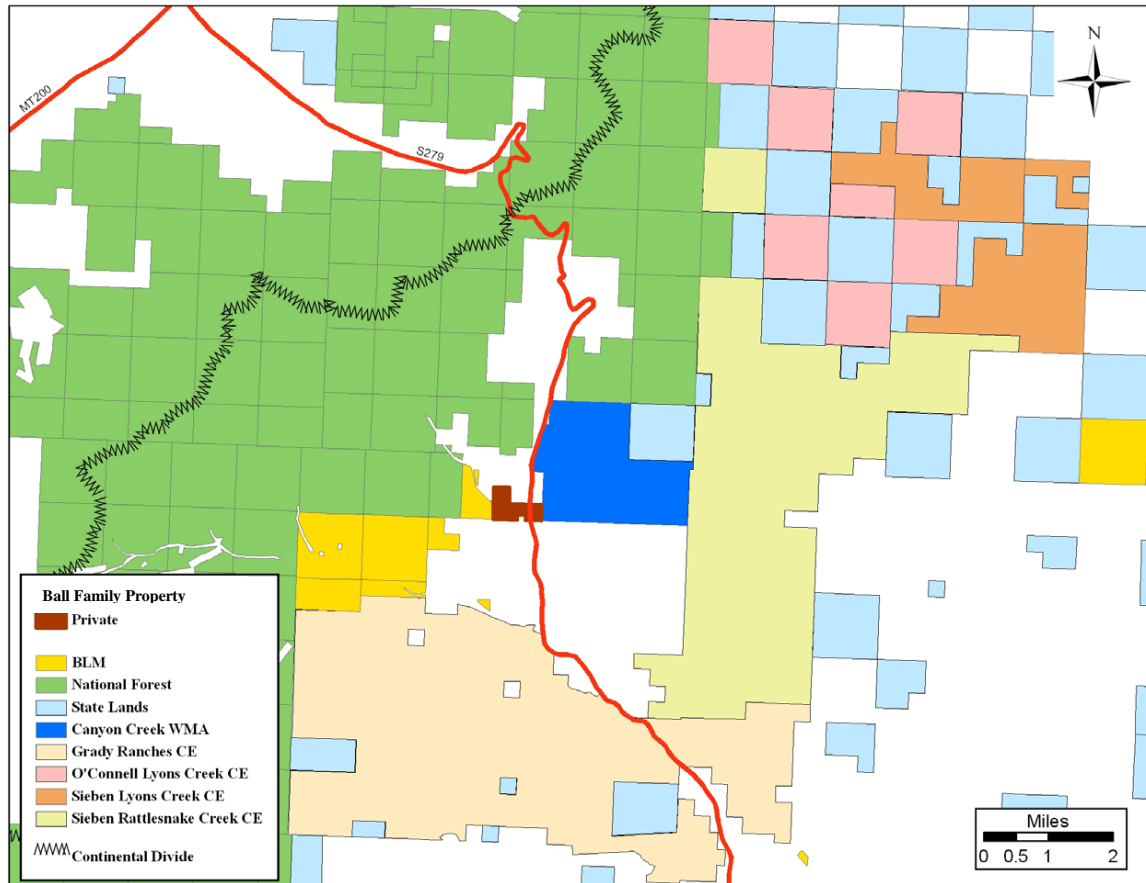 N
MT200
S279
Ball Family Property
Private
BLM
National Forest
State Lands
Canyon Creek WMA
Grady Ranches CE
O'Connell Lyons Creek CE
Sieben Lyons Creek CE
Sieben Rattlesnake Creek CE
Continental Divide
Miles
0 0.5 1 2